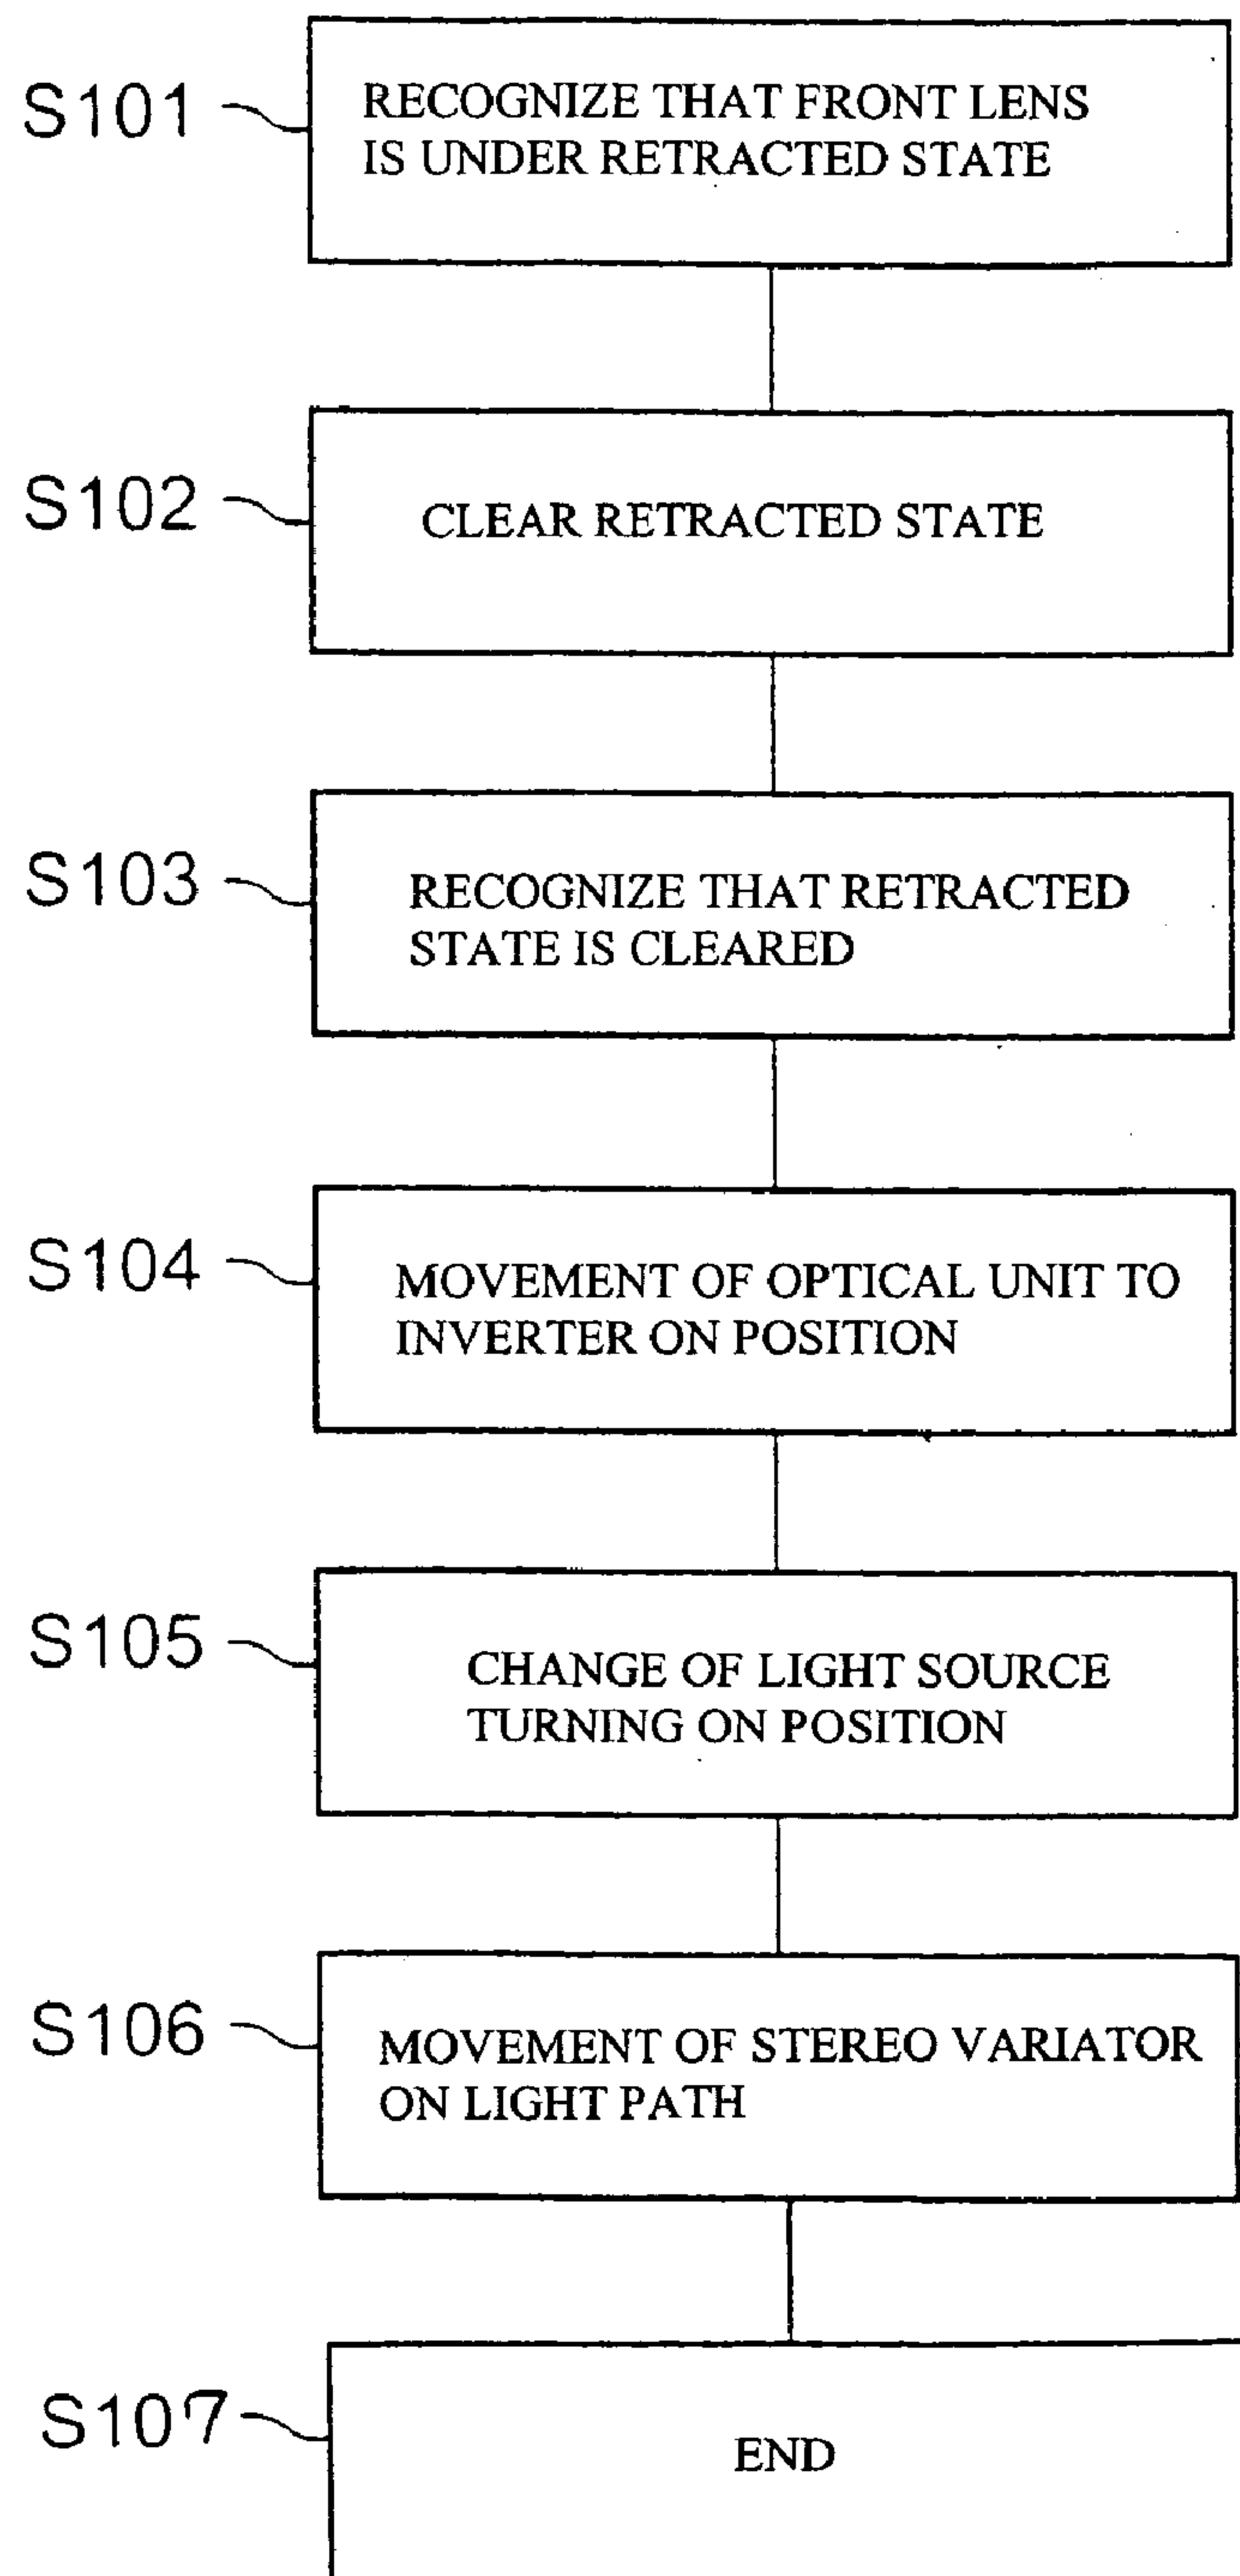 S101
RECOGNIZE THAT FRONT LENS
IS UNDER RETRACTED STATE
S102
CLEAR RETRACTED STATE
S103
RECOGNIZE THAT RETRACTED
STATE IS CLEARED
S104
MOVEMENT OF OPTICAL UNIT TO
INVERTER ON POSITION
S105
CHANGE OF LIGHT SOURCE
TURNING ON POSITION
S106
MOVEMENT OF STEREO VARIATOR
ON LIGHT PATH
S107
END